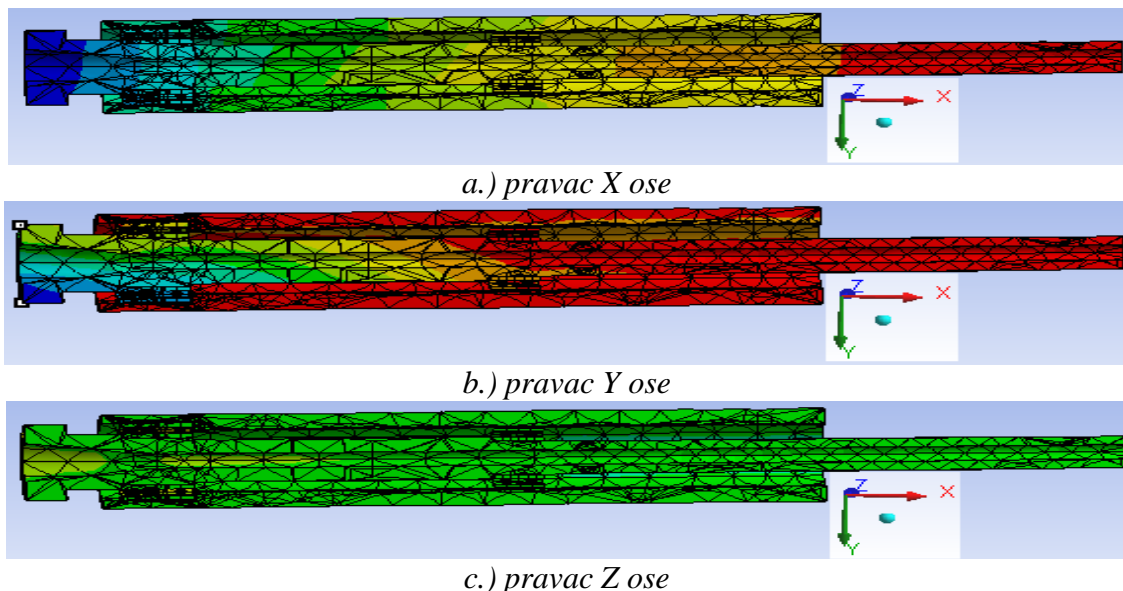 Z
X
Y
a.) pravac X ose
Z
X
Y
b.) pravac Y ose
Z
X
Y
c.) pravac Z ose